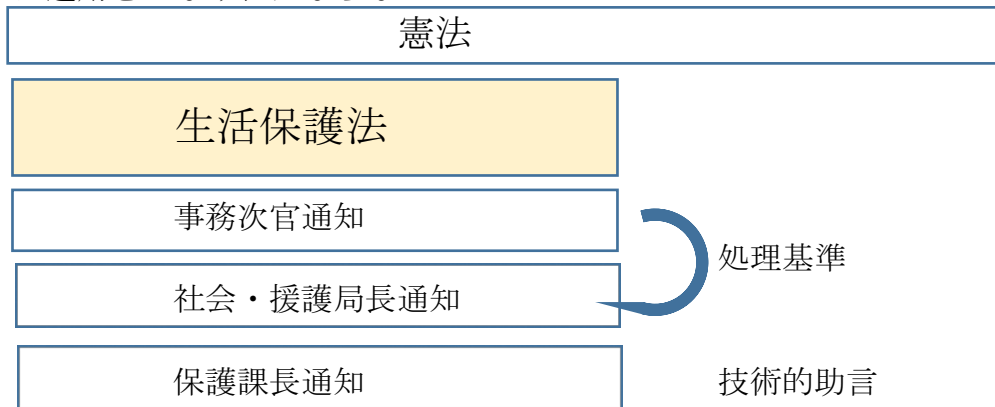 憲法
生活保護法
事務次官通知
処理基準
社会・援護局長通知
保護課長通知
技術的助言